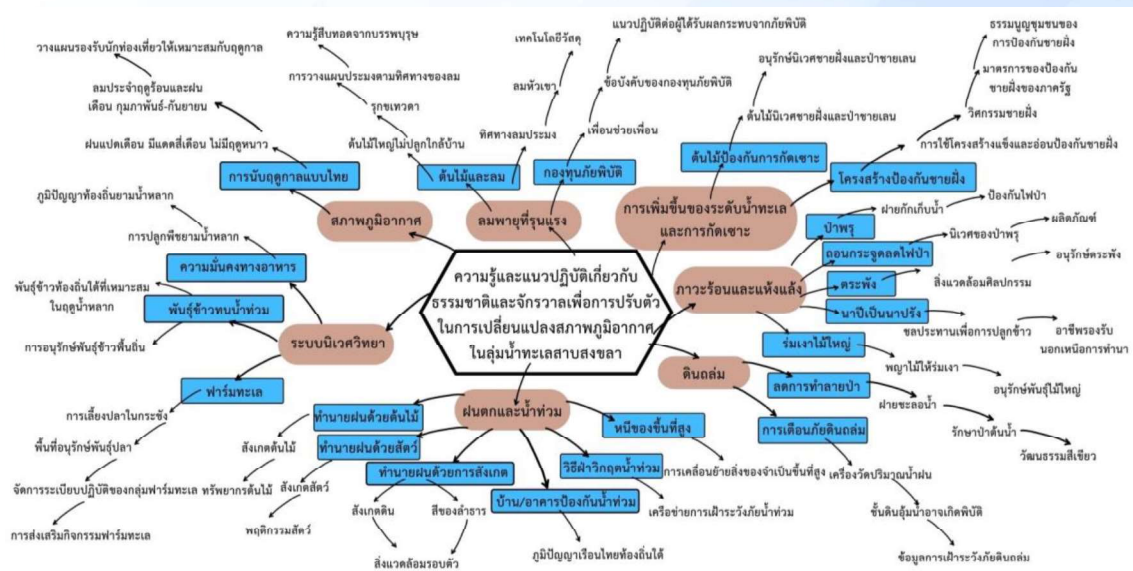 ความรู้สืบทอดจากบรรพบุรุษ
แนวปฏิบัติต่อผู้ได้รับผลกระทบจากภัยพิบัติ
ธรรมนูญชุมชนของ
การป้องกันชายฝั่ง
วางแผนรองรับนักท่องเที่ยวให้เหมาะสมกับฤดูกาล
เทคโนโลยีวัสดุ
อนุรักษ์นิเวศชายฝั่งและป่าชายเลน
การวางแผนประมงตามทิศทางของลม
ลมหัวเขา
ข้อบังคับของกองทุนภัยพิบัติ
มาตรการของป้องกัน
ชายฝั่งของภาครัฐ
ลมประจำฤดูร้อนและฝน
เดือน กุมภาพันธ์-กันยายน
รุกขเทวดา
ต้นไม้นิเวศชายฝั่งและป่าชายเลน
วิศกรรมชายฝั่ง
ทิศทางลมประมง
เพื่อนช่วยเพื่อน
ต้นไม้ใหญ่ไม่ปลูกใกล้บ้าน
ฝนแปดเดือน มีแดดสี่เดือน ไม่มีฤดูหนาว
การใช้โครงสร้างแข็งและอ่อนป้องกันชายฝั่ง
ต้นไม้ป้องกันการกัดเซาะ
การนับฤดูกาลแบบไทย
ต้นไม้และลม
กองทุนภัยพิบัติ
โครงสร้างป้องกันชายฝั่ง
ภูมิปัญญาท้องถิ่นยามน้ำหลาก
สภาพภูมิอากาศ
ลมพายุที่รุนแรง
การเพิ่มขึ้นของระดับน้ำทะเล
และการกัดเซาะ
ป่าพรุ
ฝายกักเก็บน้ำ
ป้องกันไฟป่า
การปลูกพืชยามน้ำหลาก
ผลิตภัณฑ์
ถอนกระจูดลดไฟป่า
นิเวศของป่าพรุ
ความมั่นคงทางอาหาร
ความรู้และแนวปฏิบัติเกี่ยวกับ
ธรรมชาติและจักรวาลเพื่อการปรับตัว
ในการเปลี่ยนแปลงสภาพภูมิอากาศ
ในลุ่มน้ำทะเลสาบสงขลา
ภาวะร้อนและแห้งแล้ง
ตระพัง
สิ่งแวดล้อมศิลปกรรม
อนุรักษ์ตระพัง
พันธุ์ข้าวท้องถิ่นใต้ที่เหมาะสม
ในฤดูน้ำหลาก
พันธุ์ข้าวทนน้ำท่วม
นาปีเป็นนาปรัง
ชลประทานเพื่อการปลูกข้าว
อาชีพรองรับ
นอกเหนือการทำนา
การอนุรักษ์พันธุ์ข้าวพื้นถิ่น
ระบบนิเวศวิทยา
ร่มเงาไม้ใหญ่
พญาไม้ให้ร่มเงา
อนุรักษ์พันธุ์ไม้ใหญ่
ดินถล่ม
ฟาร์มทะเล
ลดการทำลายป่า
ฝายชะลอน้ำ
การเลี้ยงปลาในกระชัง
ทำนายฝนด้วยต้นไม้
ฝนตกและน้ำท่วม
หนีของขึ้นที่สูง
การเตือนภัยดินถล่ม
รักษาป่าต้นน้ำ
พื้นที่อนุรักษ์พันธุ์ปลา
สังเกตต้นไม้
ทำนายฝนด้วยสัตว์
วัฒนธรรมสีเขียว
ทำนายฝนด้วยการสังเกต
วิธีฝ่าวิกฤตน้ำท่วม
การเคลื่อนย้ายสิ่งของจำเป็นขึ้นที่สูง
เครื่องวัดปริมาณน้ำฝน
จัดการระเบียบปฏิบัติของกลุ่มฟาร์มทะเล
ทรัพยากรต้นไม้
สังเกตสัตว์
บ้าน/อาคารป้องกันน้ำท่วม
สังเกตดิน
สีของลำธาร
เครือข่ายการเฝ้าระวังภัยน้ำท่วม
การส่งเสริมกิจกรรมฟาร์มทะเล
พฤติกรรมสัตว์
ชั้นดินอุ้มน้ำอาจเกิดพิบัติ
สิ่งแวดล้อมรอบตัว
ภูมิปัญญาเรือนไทยท้องถิ่นใต้
ข้อมูลการเฝ้าระวังภัยดินถล่ม